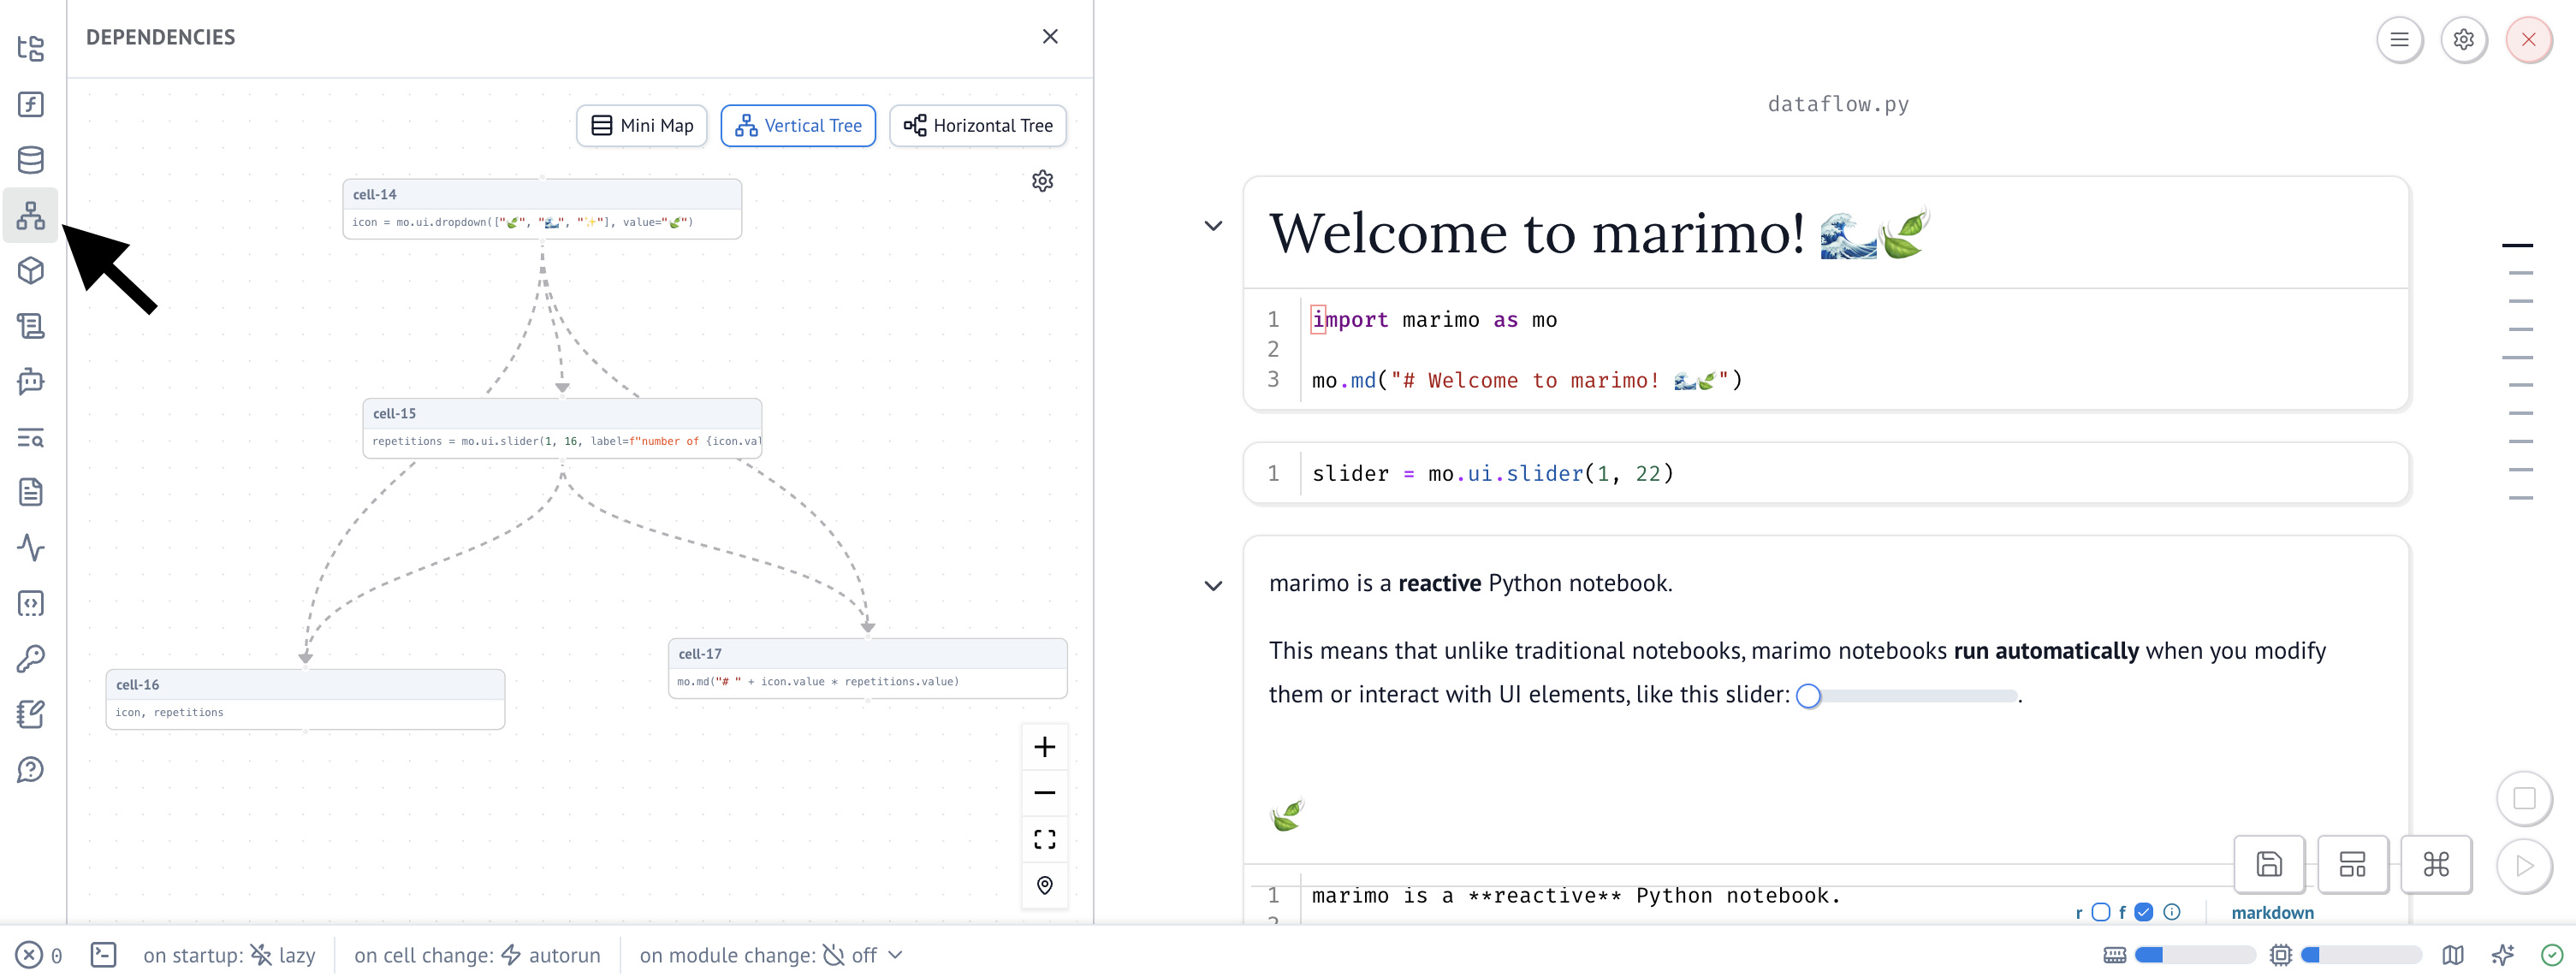 DEPENDENCIES
Mini Map
Vertical Tree
Horizontal Tree
cell-14
icon = mo.ui.dropdown(["🍃", "🌊", "✨"], value="🍃")
cell-15
repetitions = mo.ui.slider(1, 16, label=f"number of {icon.val
cell-16
icon, repetitions
cell-17
mo.md("# " + icon.value * repetitions.value)
dataflow.py
Welcome to marimo! 🌊🍃
1 import marimo as mo
2
3 mo.md("# Welcome to marimo! 🌊🍃")
1 slider = mo.ui.slider(1, 22)
marimo is a reactive Python notebook.
This means that unlike traditional notebooks, marimo notebooks run automatically when you modify
them or interact with UI elements, like this slider: .
🍃
1 marimo is a **reactive** Python notebook.
2
r f markdown
0 on startup: lazy on cell change: autorun on module change: off